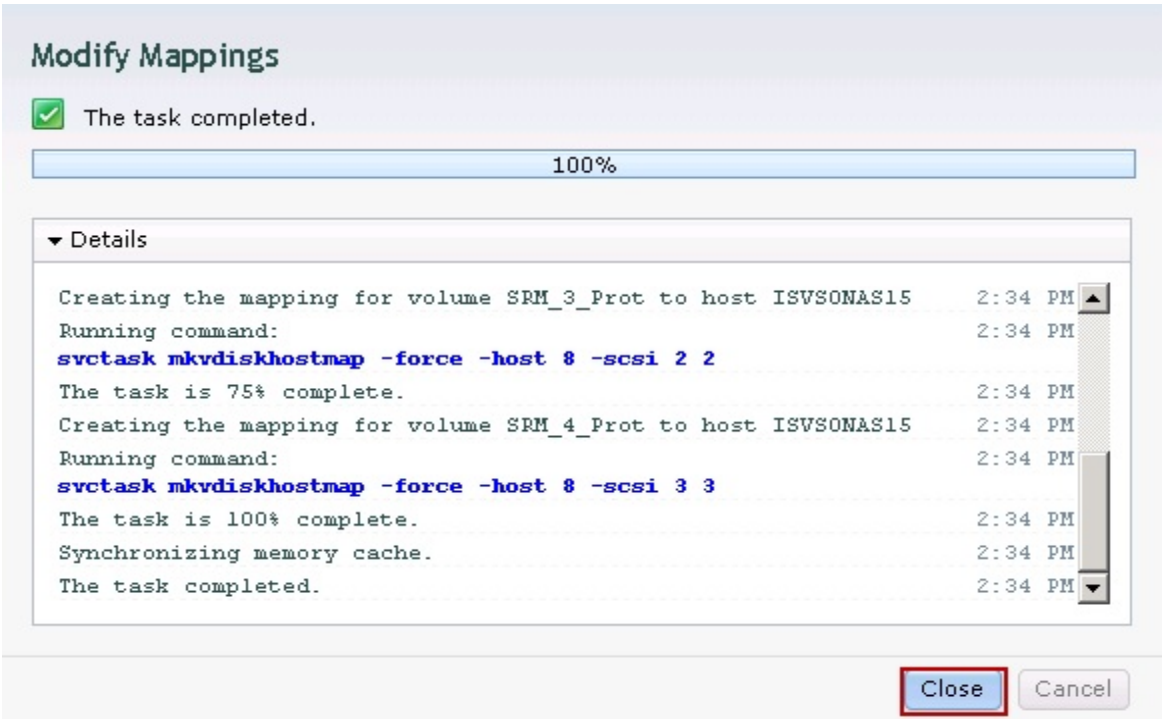 Modify Mappings
The task completed.
100%
Details
Creating the mapping for volume SRM_3_Prot to host ISVSONAS15 2:34 PM
Running command: 2:34 PM
svctask mkvdiskhostmap -force -host 8 -scsi 2 2
The task is 75% complete. 2:34 PM
Creating the mapping for volume SRM_4_Prot to host ISVSONAS15 2:34 PM
Running command: 2:34 PM
svctask mkvdiskhostmap -force -host 8 -scsi 3 3
The task is 100% complete. 2:34 PM
Synchronizing memory cache. 2:34 PM
The task completed. 2:34 PM
Close Cancel